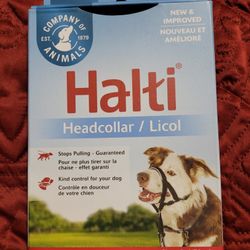 COMPANY OF
EST. 1979
ANIMALS
NEW &
IMPROVED
NOUVEAU ET
AMÉLIORÉ
Halti®
Headcollar / Licol
Stops Pulling - Guaranteed
Pour ne plus tirer sur la
chaise - effet garanti
Kind control for your dog
Contrôle en douceur
de votre chien